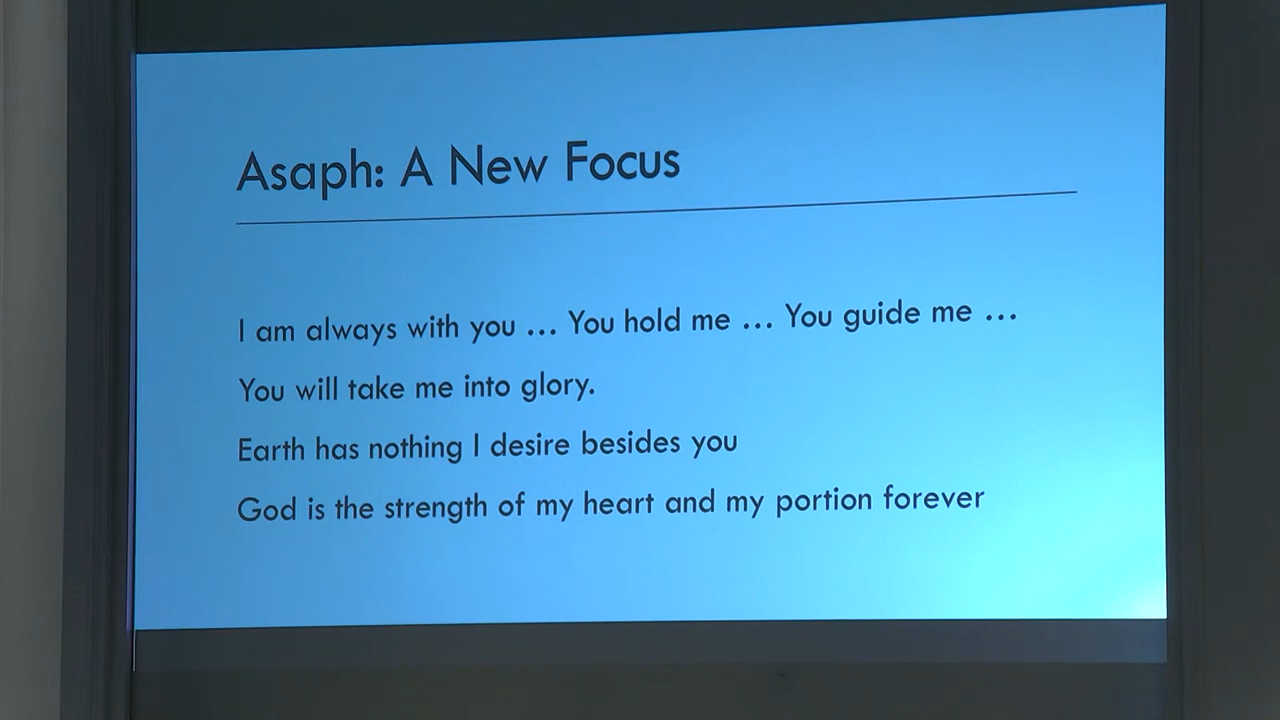 Asaph: A New Focus
I am always with you ... You hold me ... You guide me ...
You will take me into glory.
Earth has nothing I desire besides you
God is the strength of my heart and my portion forever